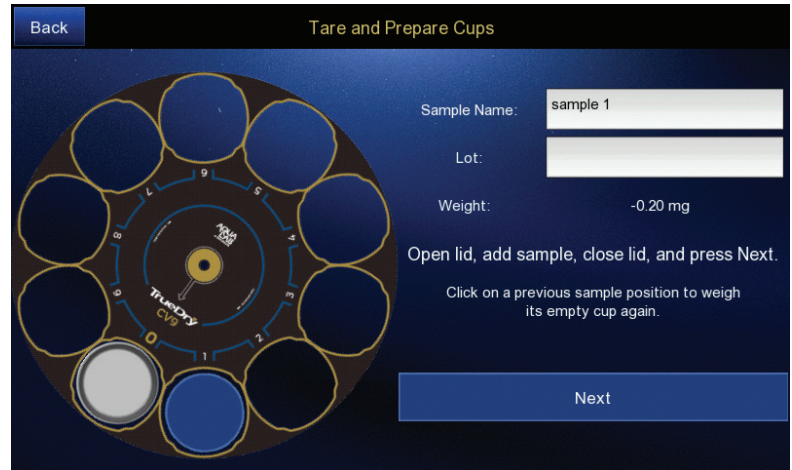 Back
Tare and Prepare Cups
Sample Name:
sample 1
Lot:
Weight:
-0.20 mg
Open lid, add sample, close lid, and press Next.
Click on a previous sample position to weigh
its empty cup again.
Next
6
5
4
3
2
1
0
9
8
7
AQUA
LAB
TrueDry
CV9